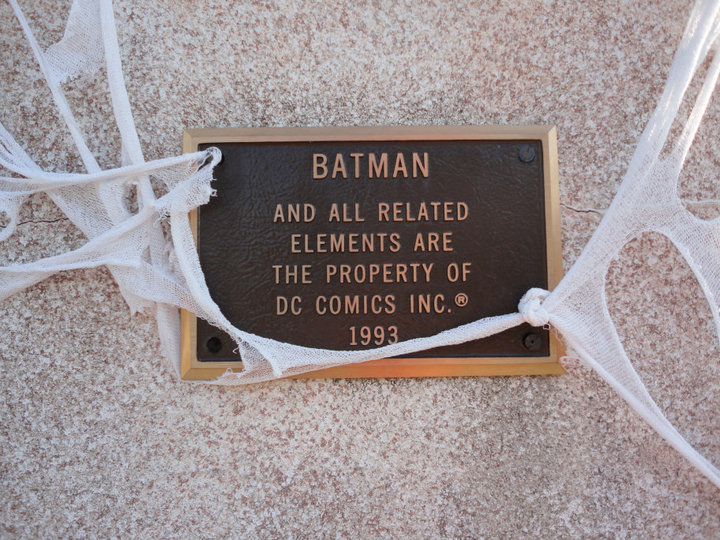 BATMAN
AND ALL RELATED
ELEMENTS ARE
THE PROPERTY OF
DC COMICS INC.®
1993